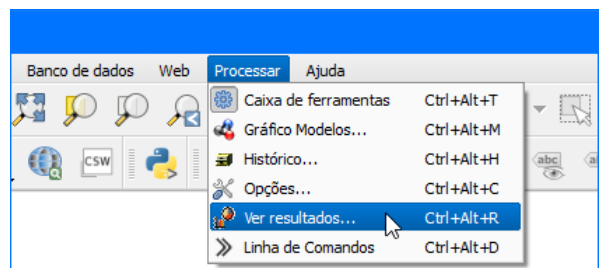 Banco de dados Web Processar Ajuda
Caixa de ferramentas Ctrl+Alt+T
Gráfico Modelos... Ctrl+Alt+M
Histórico... Ctrl+Alt+H
Opções... Ctrl+Alt+C
Ver resultados... Ctrl+Alt+R
Linha de Comandos Ctrl+Alt+D
CSW
abc